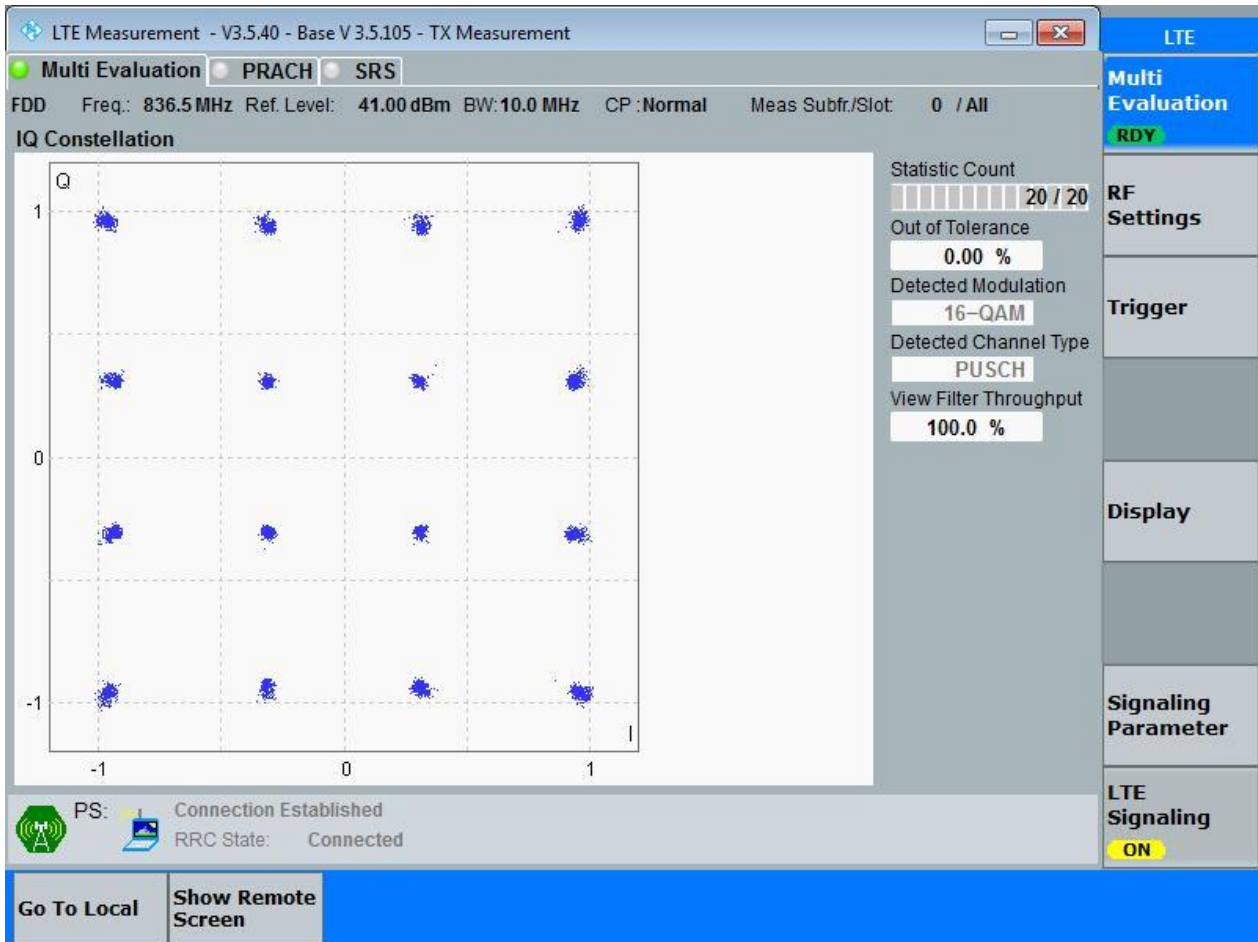 LTE Measurement - V3.5.40 - Base V 3.5.105 - TX Measurement
LTE
Multi Evaluation PRACH SRS
FDD Freq.: 836.5 MHz Ref. Level: 41.00 dBm BW: 10.0 MHz CP : Normal Meas Subfr./Slot: 0 / All
IQ Constellation
Q
1
0
-1
I
-1 0 1
Statistic Count
20 / 20
Out of Tolerance
0.00 %
Detected Modulation
16-QAM
Detected Channel Type
PUSCH
View Filter Throughput
100.0 %
Multi
Evaluation
RDY
RF
Settings
Trigger
Display
Signaling
Parameter
LTE
Signaling
ON
PS: Connection Established
RRC State: Connected
Go To Local
Show Remote
Screen